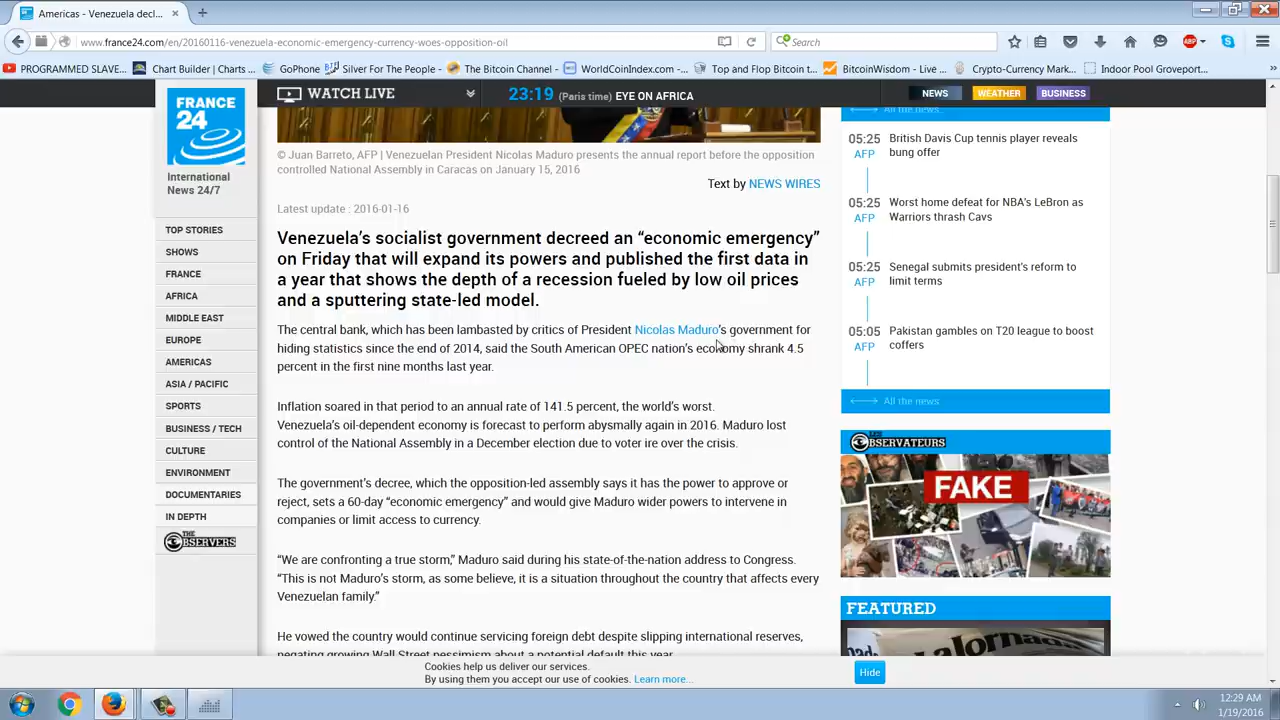 Americas - Venezuela decl...
www.france24.com/en/20160116-venezuela-economic-emergency-currency-woes-opposition-oil
Search
ABP
PROGRAMMED SLAVE...
Chart Builder | Charts ...
GoPhone
Silver For The People - ...
The Bitcoin Channel - ...
WorldCoinIndex.com -...
Top and Flop Bitcoin t...
BitcoinWisdom - Live ...
Crypto-Currency Mark...
Indoor Pool Groveport...
WATCH LIVE
23:19 (Paris time) EYE ON AFRICA
NEWS
WEATHER
BUSINESS
FRANCE
24
International
News 24/7
TOP STORIES
SHOWS
FRANCE
AFRICA
MIDDLE EAST
EUROPE
AMERICAS
ASIA / PACIFIC
SPORTS
BUSINESS / TECH
CULTURE
ENVIRONMENT
DOCUMENTARIES
IN DEPTH
THE OBSERVERS
© Juan Barreto, AFP | Venezuelan President Nicolas Maduro presents the annual report before the opposition
controlled National Assembly in Caracas on January 15, 2016
Text by NEWS WIRES
Latest update : 2016-01-16
Venezuela's socialist government decreed an “economic emergency”
on Friday that will expand its powers and published the first data in
a year that shows the depth of a recession fueled by low oil prices
and a sputtering state-led model.
The central bank, which has been lambasted by critics of President Nicolas Maduro's government for
hiding statistics since the end of 2014, said the South American OPEC nation's economy shrank 4.5
percent in the first nine months last year.
Inflation soared in that period to an annual rate of 141.5 percent, the world's worst.
Venezuela's oil-dependent economy is forecast to perform abysmally again in 2016. Maduro lost
control of the National Assembly in a December election due to voter ire over the crisis.
The government's decree, which the opposition-led assembly says it has the power to approve or
reject, sets a 60-day “economic emergency” and would give Maduro wider powers to intervene in
companies or limit access to currency.
“We are confronting a true storm,” Maduro said during his state-of-the-nation address to Congress.
“This is not Maduro's storm, as some believe, it is a situation throughout the country that affects every
Venezuelan family.”
He vowed the country would continue servicing foreign debt despite slipping international reserves,
negating growing Wall Street pessimism about a potential default this year.
All the news...
05:25
AFP
British Davis Cup tennis player reveals
bung offer
05:25
AFP
Worst home defeat for NBA's LeBron as
Warriors thrash Cavs
05:25
AFP
Senegal submits president's reform to
limit terms
05:05
AFP
Pakistan gambles on T20 league to boost
coffers
All the news
LES OBSERVATEURS
FAKE
FEATURED
LaJornada
Cookies help us deliver our services.
By using them you accept our use of cookies. Learn more...
Hide
12:29 AM
1/19/2016